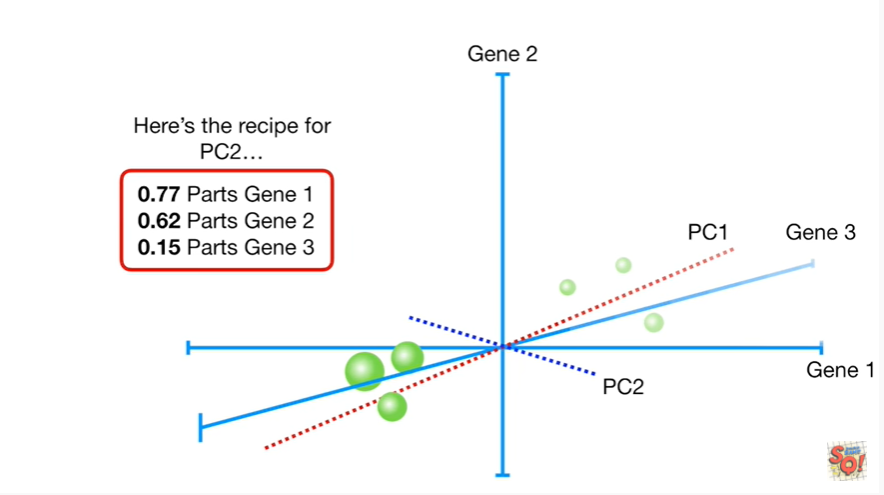 Gene 2
Here's the recipe for
PC2...
0.77 Parts Gene 1
0.62 Parts Gene 2
0.15 Parts Gene 3
PC1
Gene 3
Gene 1
PC2
SQ!